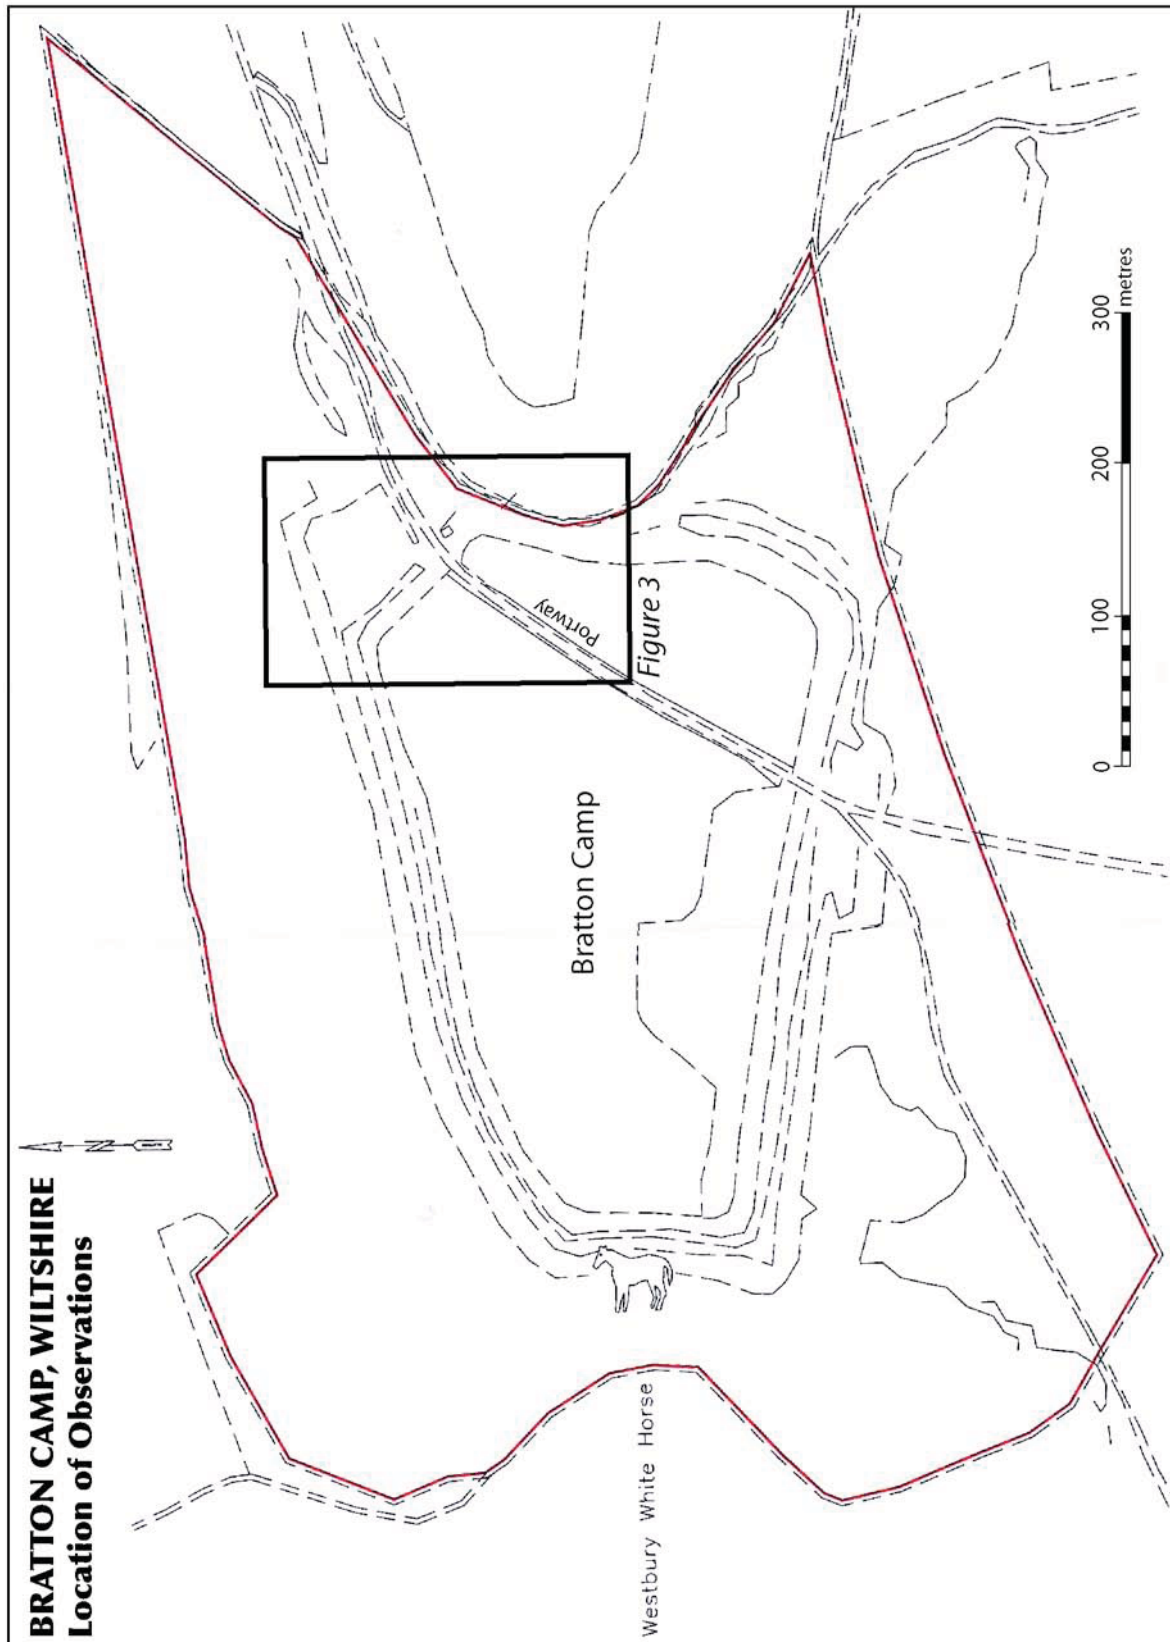 BRATTON CAMP, WILTSHIRE
Location of Observations
N
Westbury White Horse
Bratton Camp
Portway
Figure 3
0 100 200 300
metres